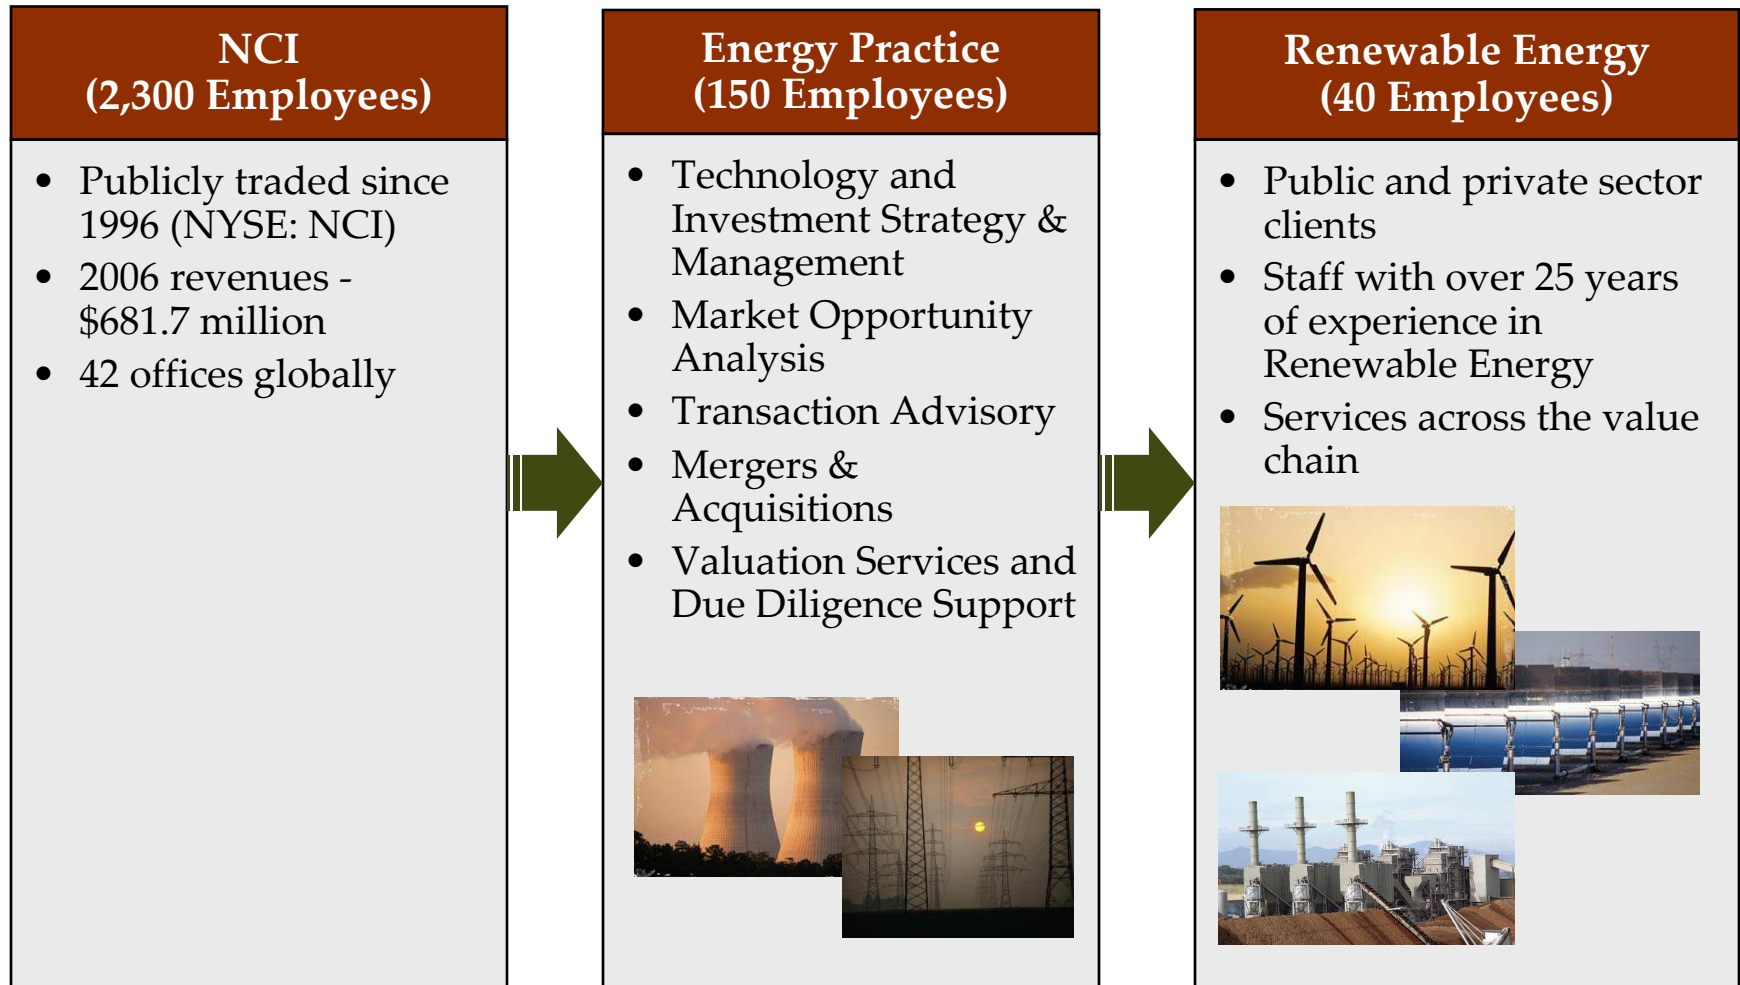 NCI
(2,300 Employees)
• Publicly traded since
1996 (NYSE: NCI)
• 2006 revenues -
$681.7 million
• 42 offices globally
Energy Practice
(150 Employees)
• Technology and
Investment Strategy &
Management
• Market Opportunity
Analysis
• Transaction Advisory
• Mergers &
Acquisitions
• Valuation Services and
Due Diligence Support
Renewable Energy
(40 Employees)
• Public and private sector
clients
• Staff with over 25 years
of experience in
Renewable Energy
• Services across the value
chain